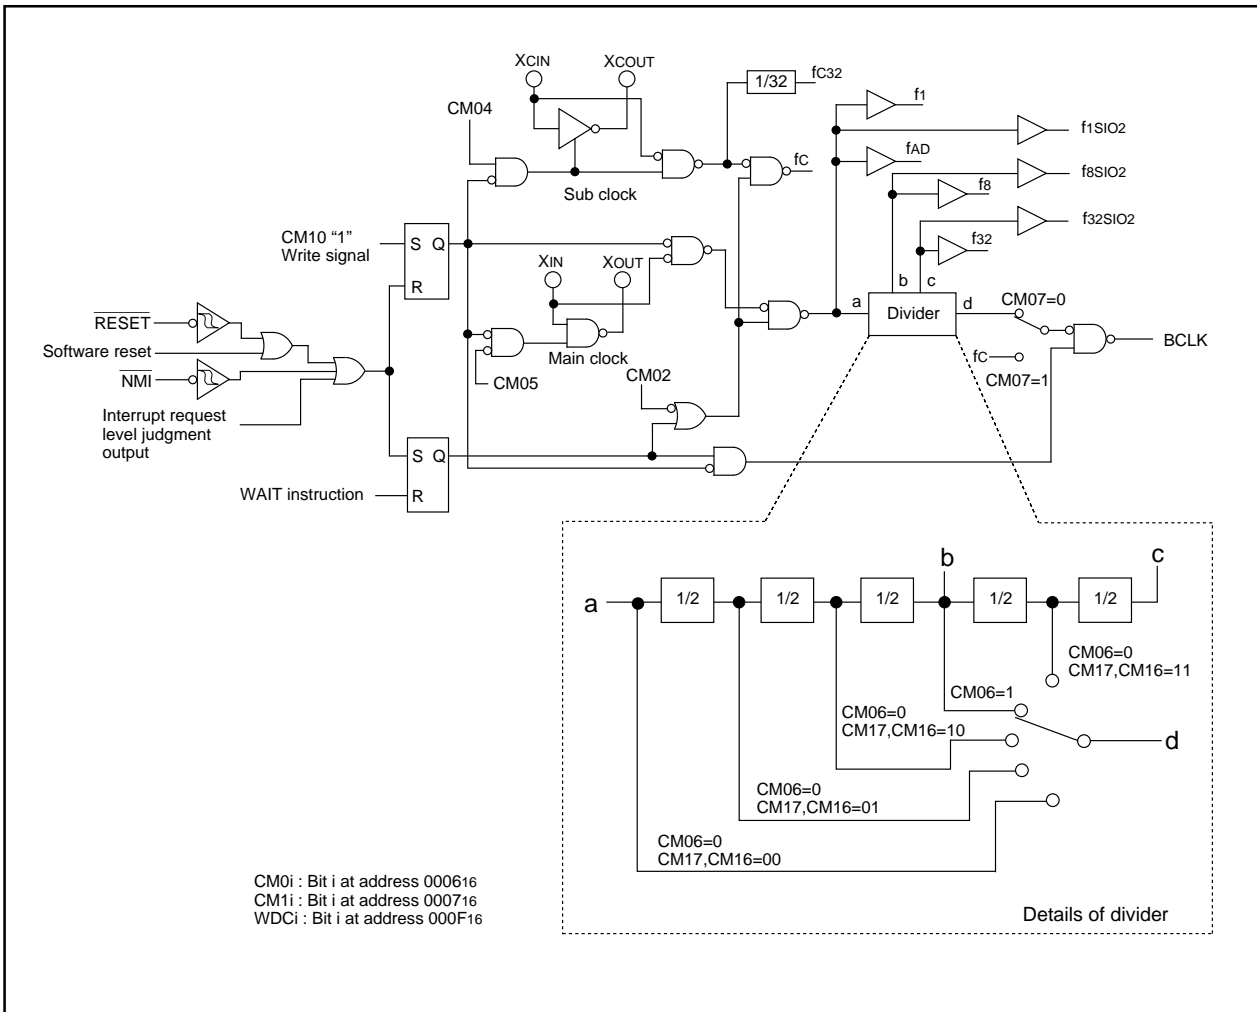 XCIN
XCOUT
1/32
fC32
CM04
f1
f1SIO2
fC
fAD
f8SIO2
Sub clock
f8
f32SIO2
CM10 “1”
Write signal
S Q
R
XIN
XOUT
f32
b c
a
Divider
d
CM07=0
BCLK
fC
CM07=1
RESET
Software reset
NMI
Main clock
CM05
CM02
Interrupt request
level judgment
output
S Q
R
WAIT instruction
a
1/2
1/2
1/2
b
1/2
1/2
c
CM06=0
CM17,CM16=11
CM06=1
CM06=0
CM17,CM16=10
d
CM06=0
CM17,CM16=01
CM06=0
CM17,CM16=00
CM0i : Bit i at address 000616
CM1i : Bit i at address 000716
WDCi : Bit i at address 000F16
Details of divider